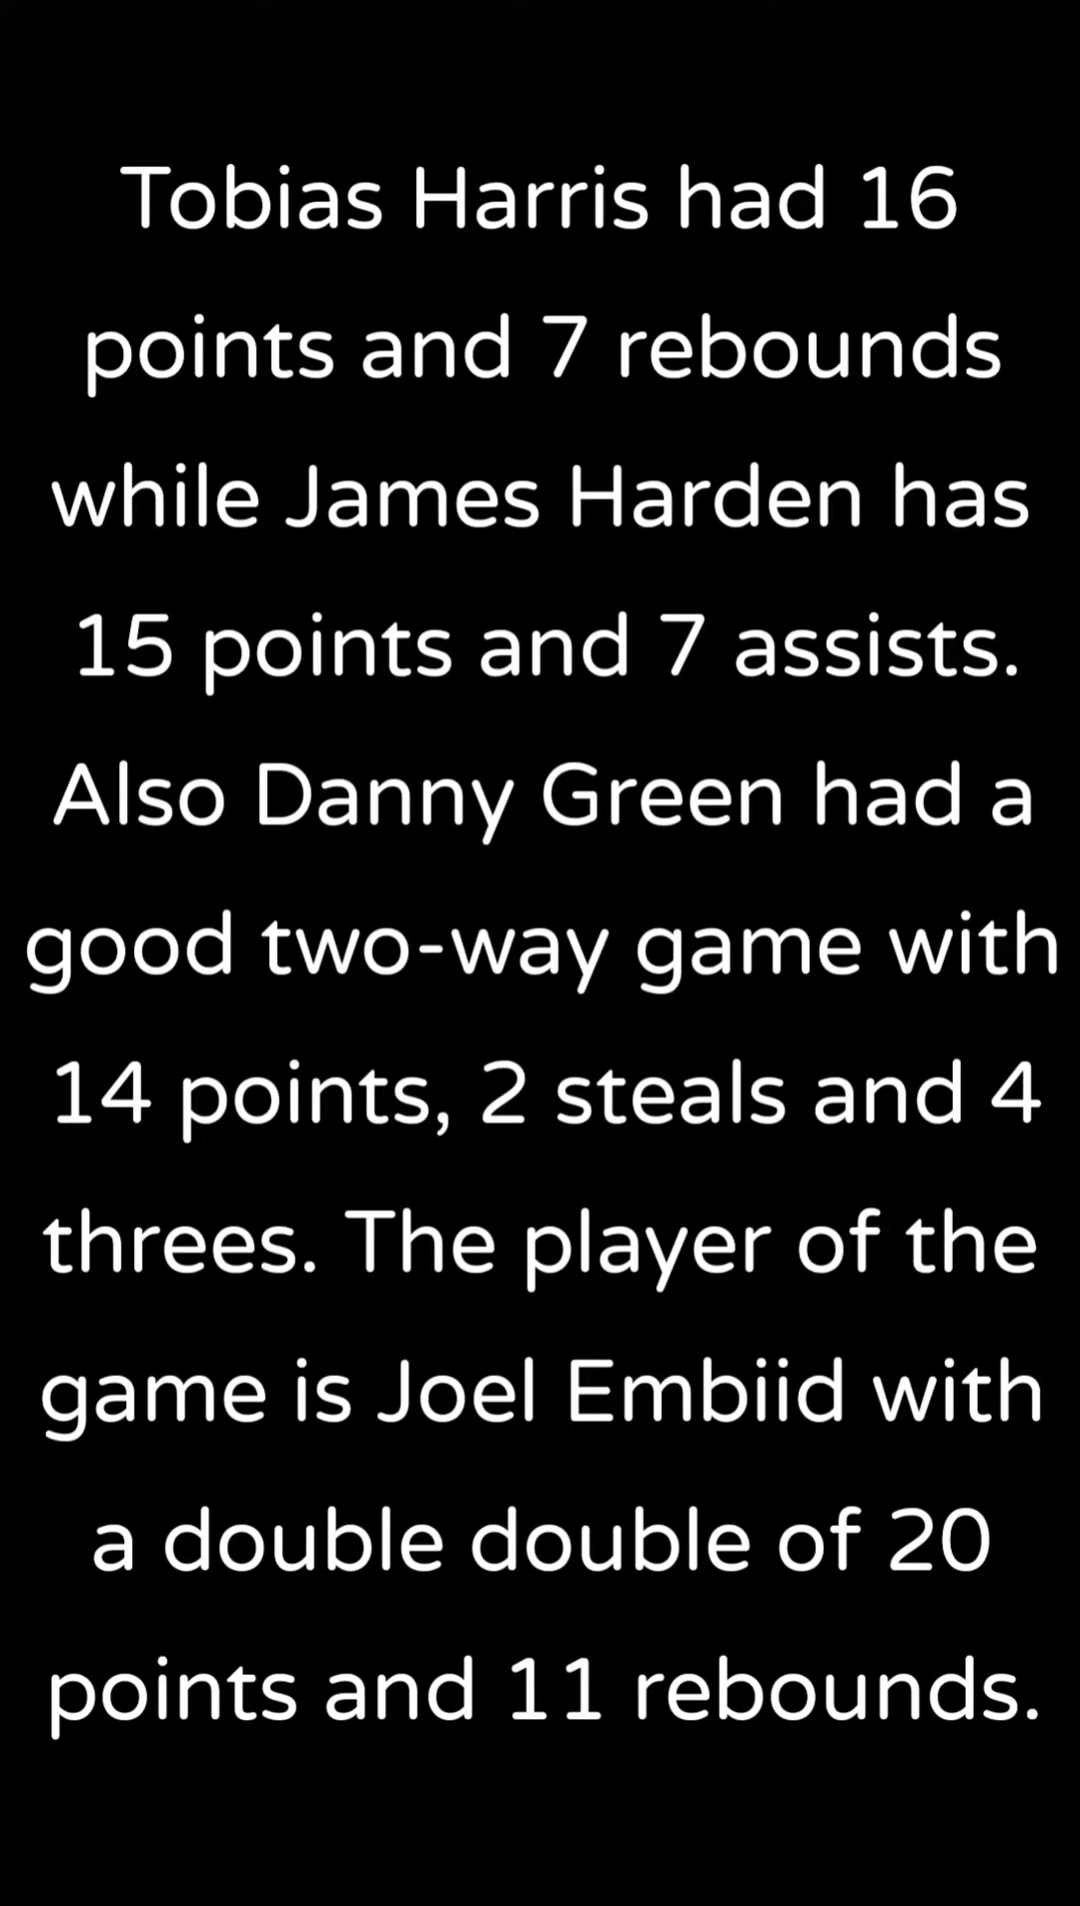 Tobias Harris had 16
points and 7 rebounds
while James Harden has
15 points and 7 assists.
Also Danny Green had a
good two-way game with
14 points, 2 steals and 4
threes. The player of the
game is Joel Embiid with
a double double of 20
points and 11 rebounds.